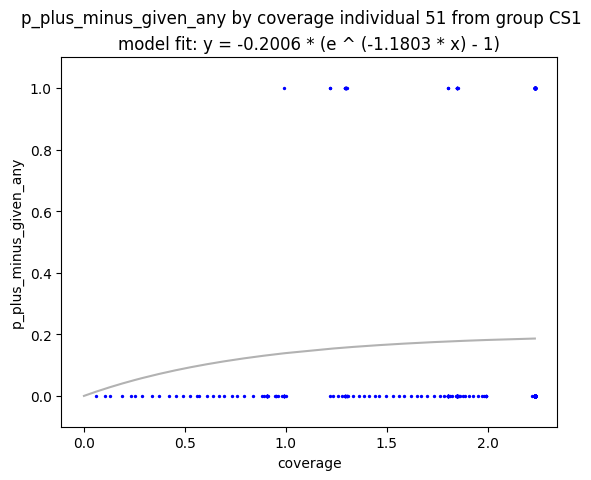 p_plus_minus_given_any by coverage individual 51 from group CS1
model fit: y = -0.2006 * (e ^ (-1.1803 * x) - 1)
p_plus_minus_given_any
1.0
0.8
0.6
0.4
0.2
0.0
0.0 0.5 1.0 1.5 2.0
coverage